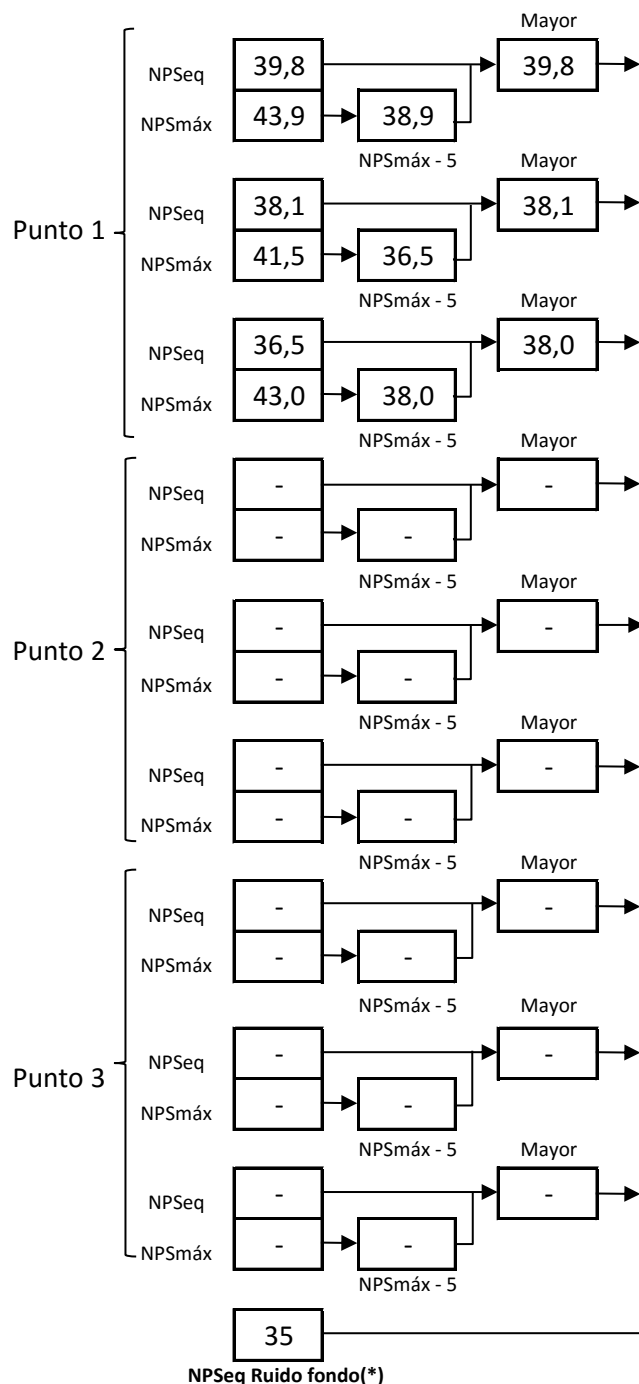 Mayor
NPSeq 39,8 39,8
NPSmáx 43,9 38,9
NPSmáx - 5
Mayor
NPSeq 38,1 38,1
Punto 1
NPSmáx 41,5 36,5
NPSmáx - 5
Mayor
NPSeq 36,5 38,0
NPSmáx 43,0 38,0
NPSmáx - 5
Mayor
NPSeq - -
NPSmáx - -
NPSmáx - 5
Mayor
NPSeq - -
Punto 2
NPSmáx - -
NPSmáx - 5
Mayor
NPSeq - -
NPSmáx - -
NPSmáx - 5
Mayor
NPSeq - -
NPSmáx - -
NPSmáx - 5
Mayor
NPSeq - -
Punto 3
NPSmáx - -
NPSmáx - 5
Mayor
NPSeq - -
NPSmáx - -
NPSmáx - 5
35
NPSeq Ruido fondo(*)